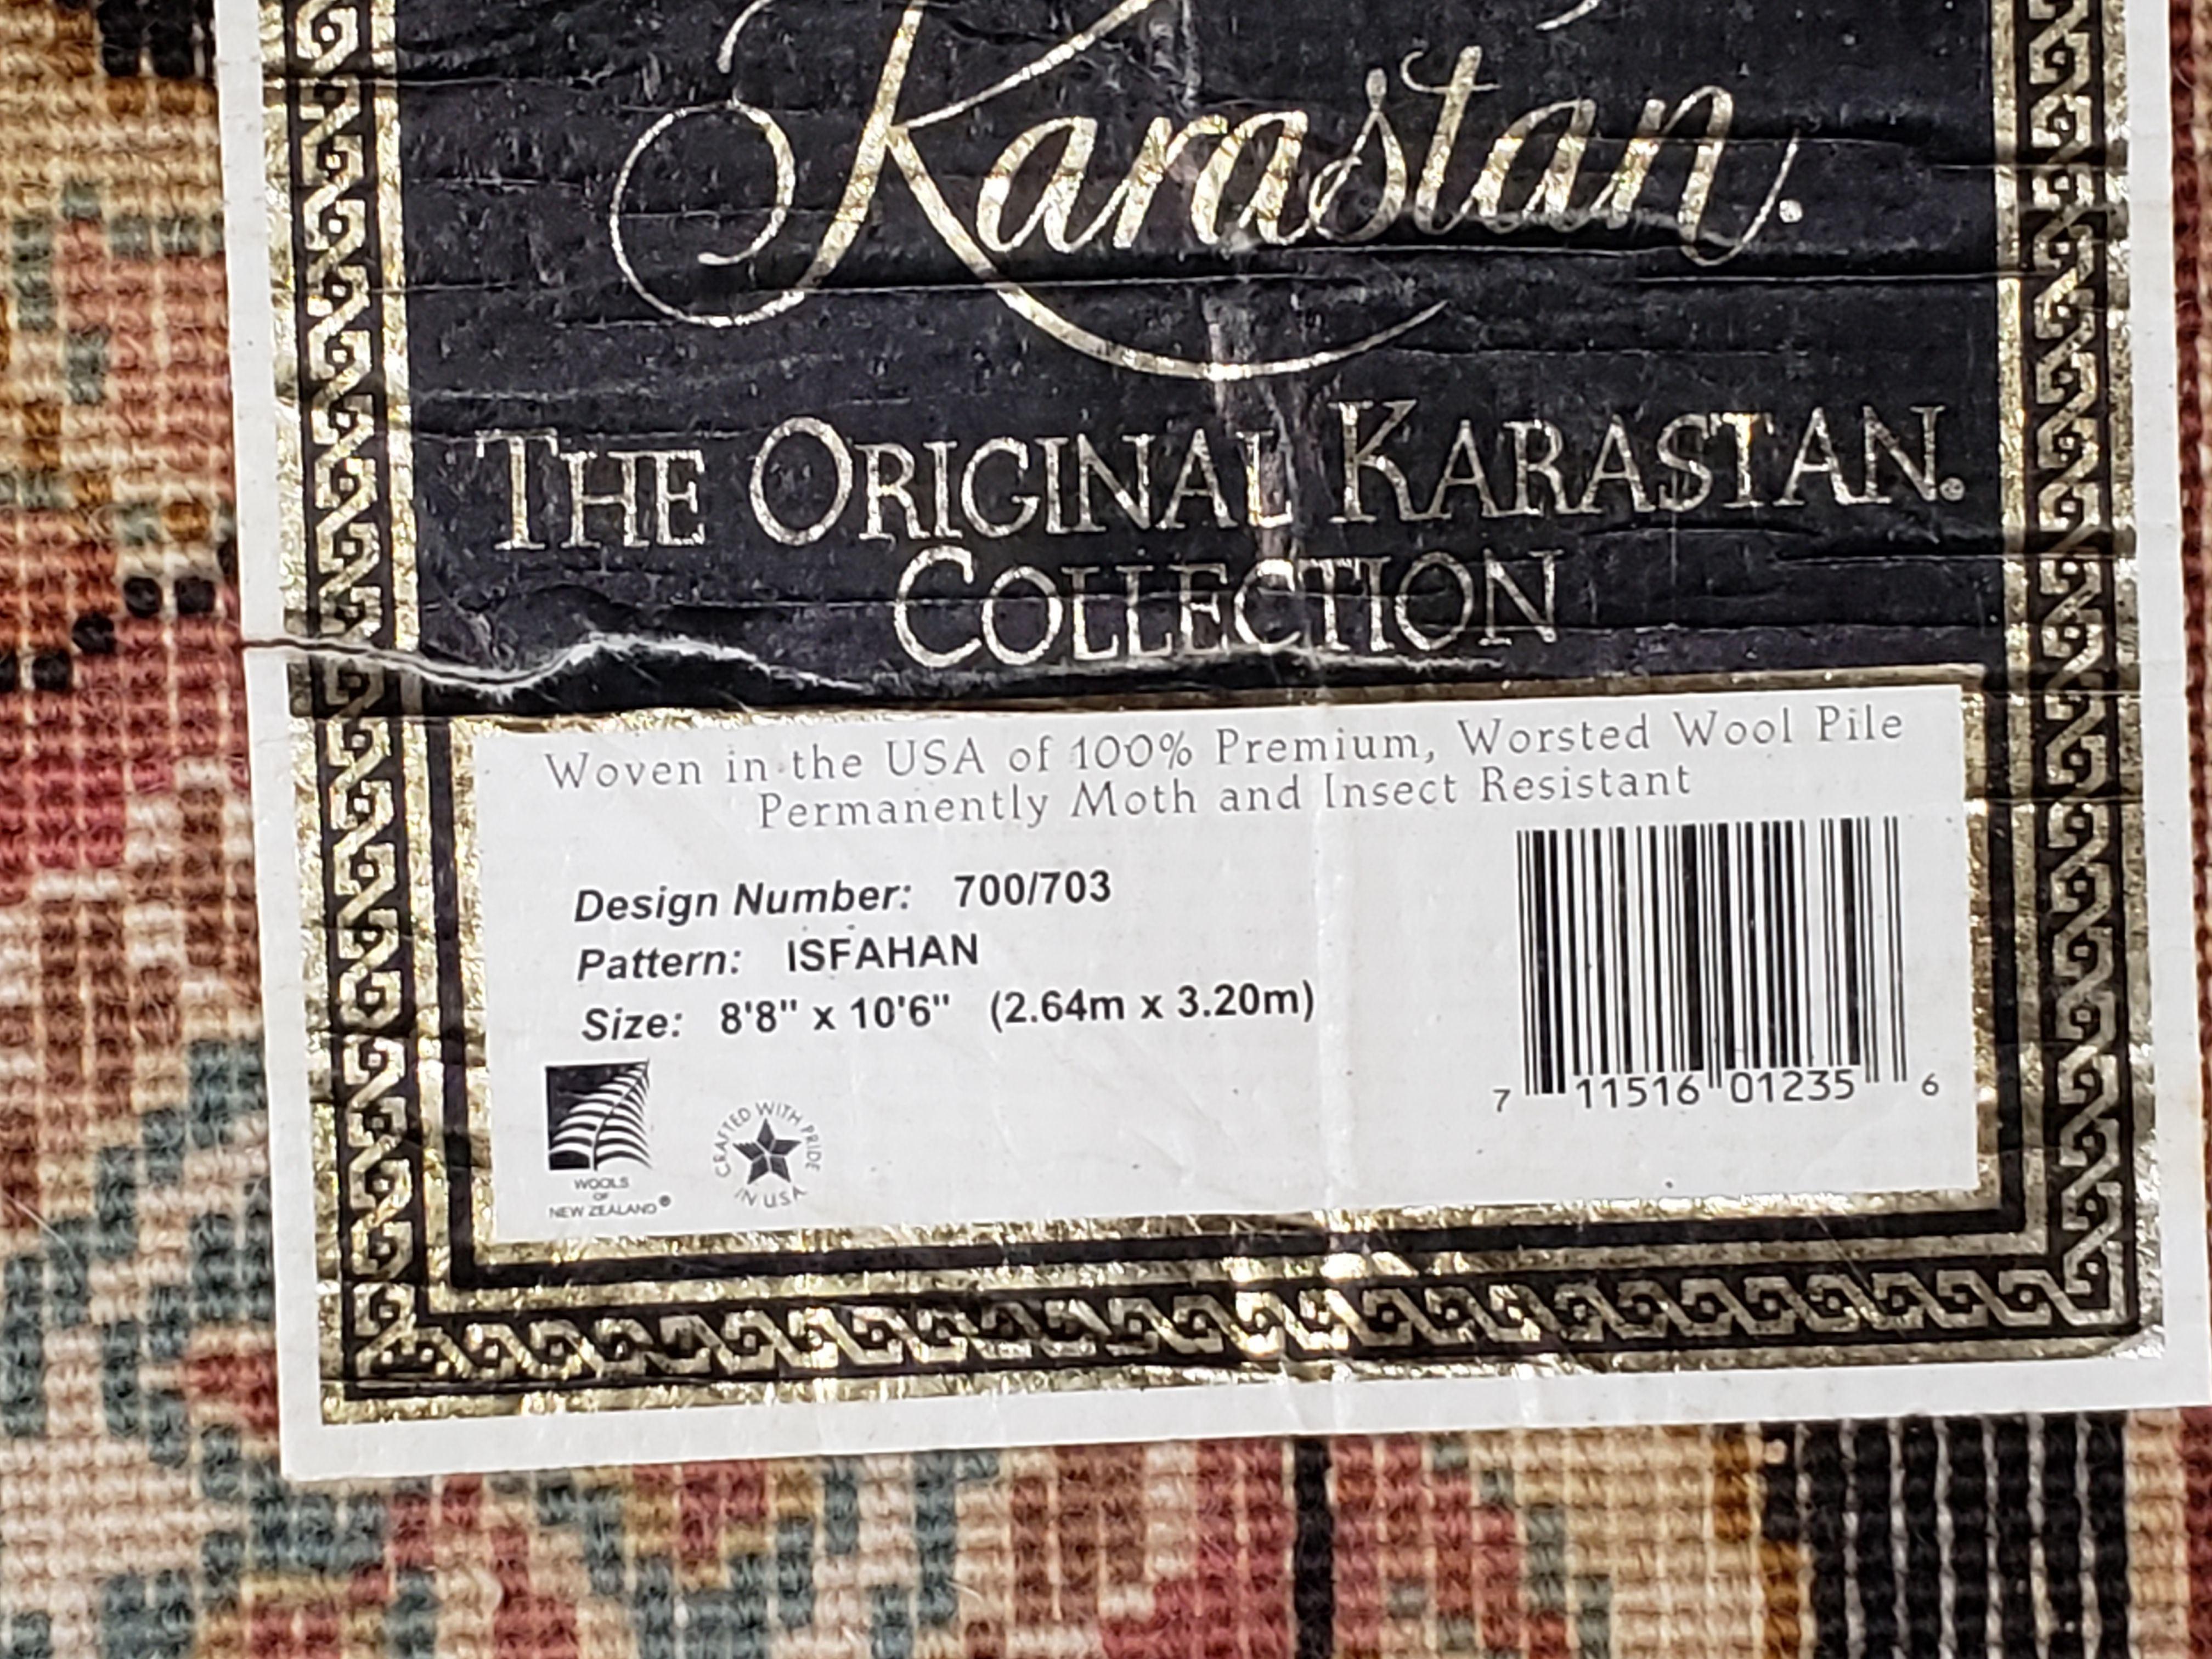 Karastan.
THE ORIGINAL KARASTAN®
COLLECTION
Woven in the USA of 100% Premium, Worsted Wool Pile
Permanently Moth and Insect Resistant
Design Number: 700/703
Pattern: ISFAHAN
Size: 8'8" x 10'6" (2.64m x 3.20m)
7 11516 01235 6
WOOLS
OF
NEW ZEALAND®
CRAFTED WITH PRIDE
IN U.S.A